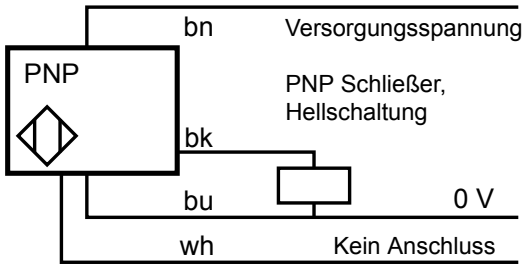 bn Versorgungsspannung
PNP
PNP Schließer,
Hellschaltung
bk
bu 0 V
wh Kein Anschluss